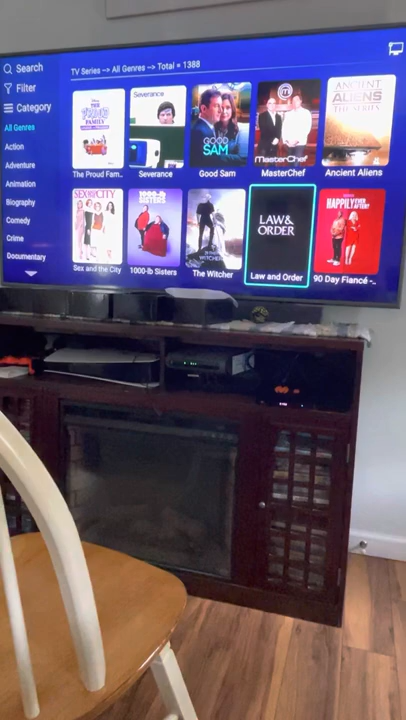 Search
TV Series --> All Genres --> Total = 1388
Filter
Category
All Genres
Action
Adventure
Animation
Biography
Comedy
Crime
Documentary
The PROUD FAMILY
The Proud Fam..
Severance
Severance
GOOD SAM
Good Sam
MasterChef
MasterChef
ANCIENT ALIENS
THE SERIES
Ancient Aliens
SEX AND THE CITY
Sex and the City
1000-lb SISTERS
1000-lb Sisters
WITCHER
The Witcher
LAW &
ORDER
Law and Order
HAPPILY EVER AFTER?
90 Day Fiancé -..